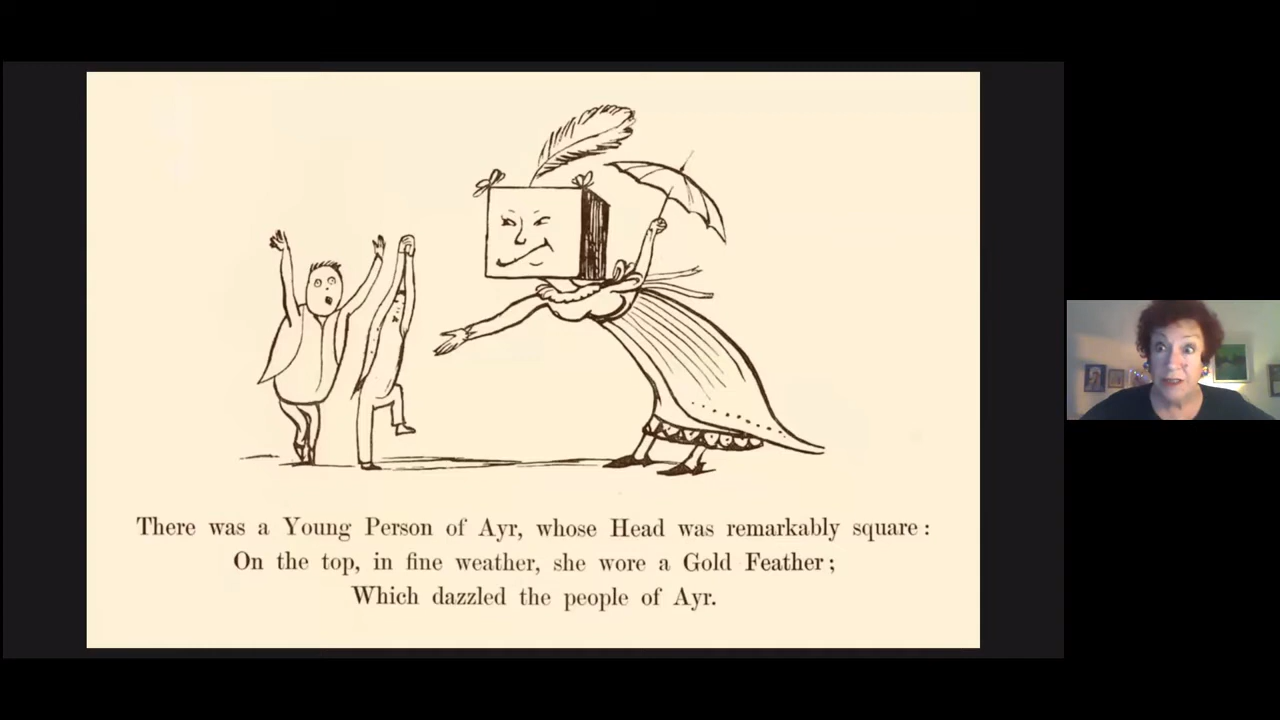 There was a Young Person of Ayr, whose Head was remarkably square:
On the top, in fine weather, she wore a Gold Feather;
Which dazzled the people of Ayr.